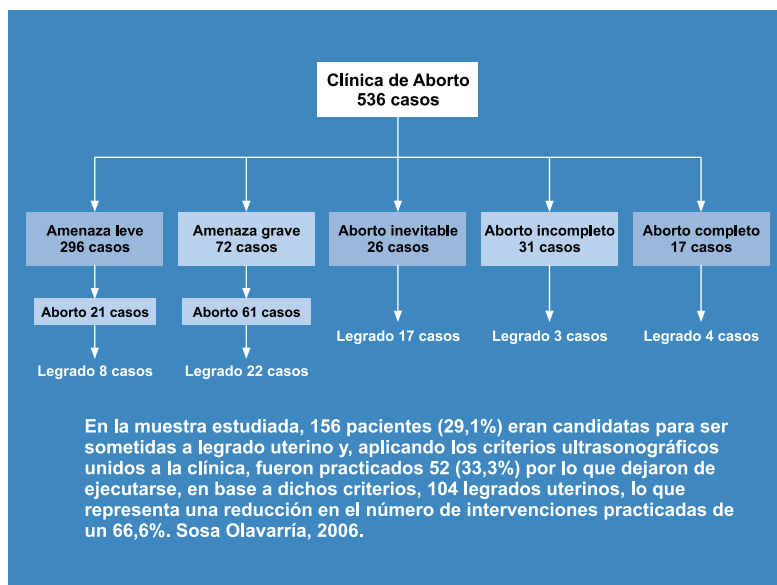 Clínica de Aborto
536 casos
Amenaza leve
296 casos
Amenaza grave
72 casos
Aborto inevitable
26 casos
Aborto incompleto
31 casos
Aborto completo
17 casos
Aborto 21 casos
Aborto 61 casos
Legrado 17 casos
Legrado 3 casos
Legrado 4 casos
Legrado 8 casos
Legrado 22 casos
En la muestra estudiada, 156 pacientes (29,1%) eran candidatas para ser
sometidas a legrado uterino y, aplicando los criterios ultrasonográficos
unidos a la clínica, fueron practicados 52 (33,3%) por lo que dejaron de
ejecutarse, en base a dichos criterios, 104 legrados uterinos, lo que
representa una reducción en el número de intervenciones practicadas de
un 66,6%. Sosa Olavarría, 2006.